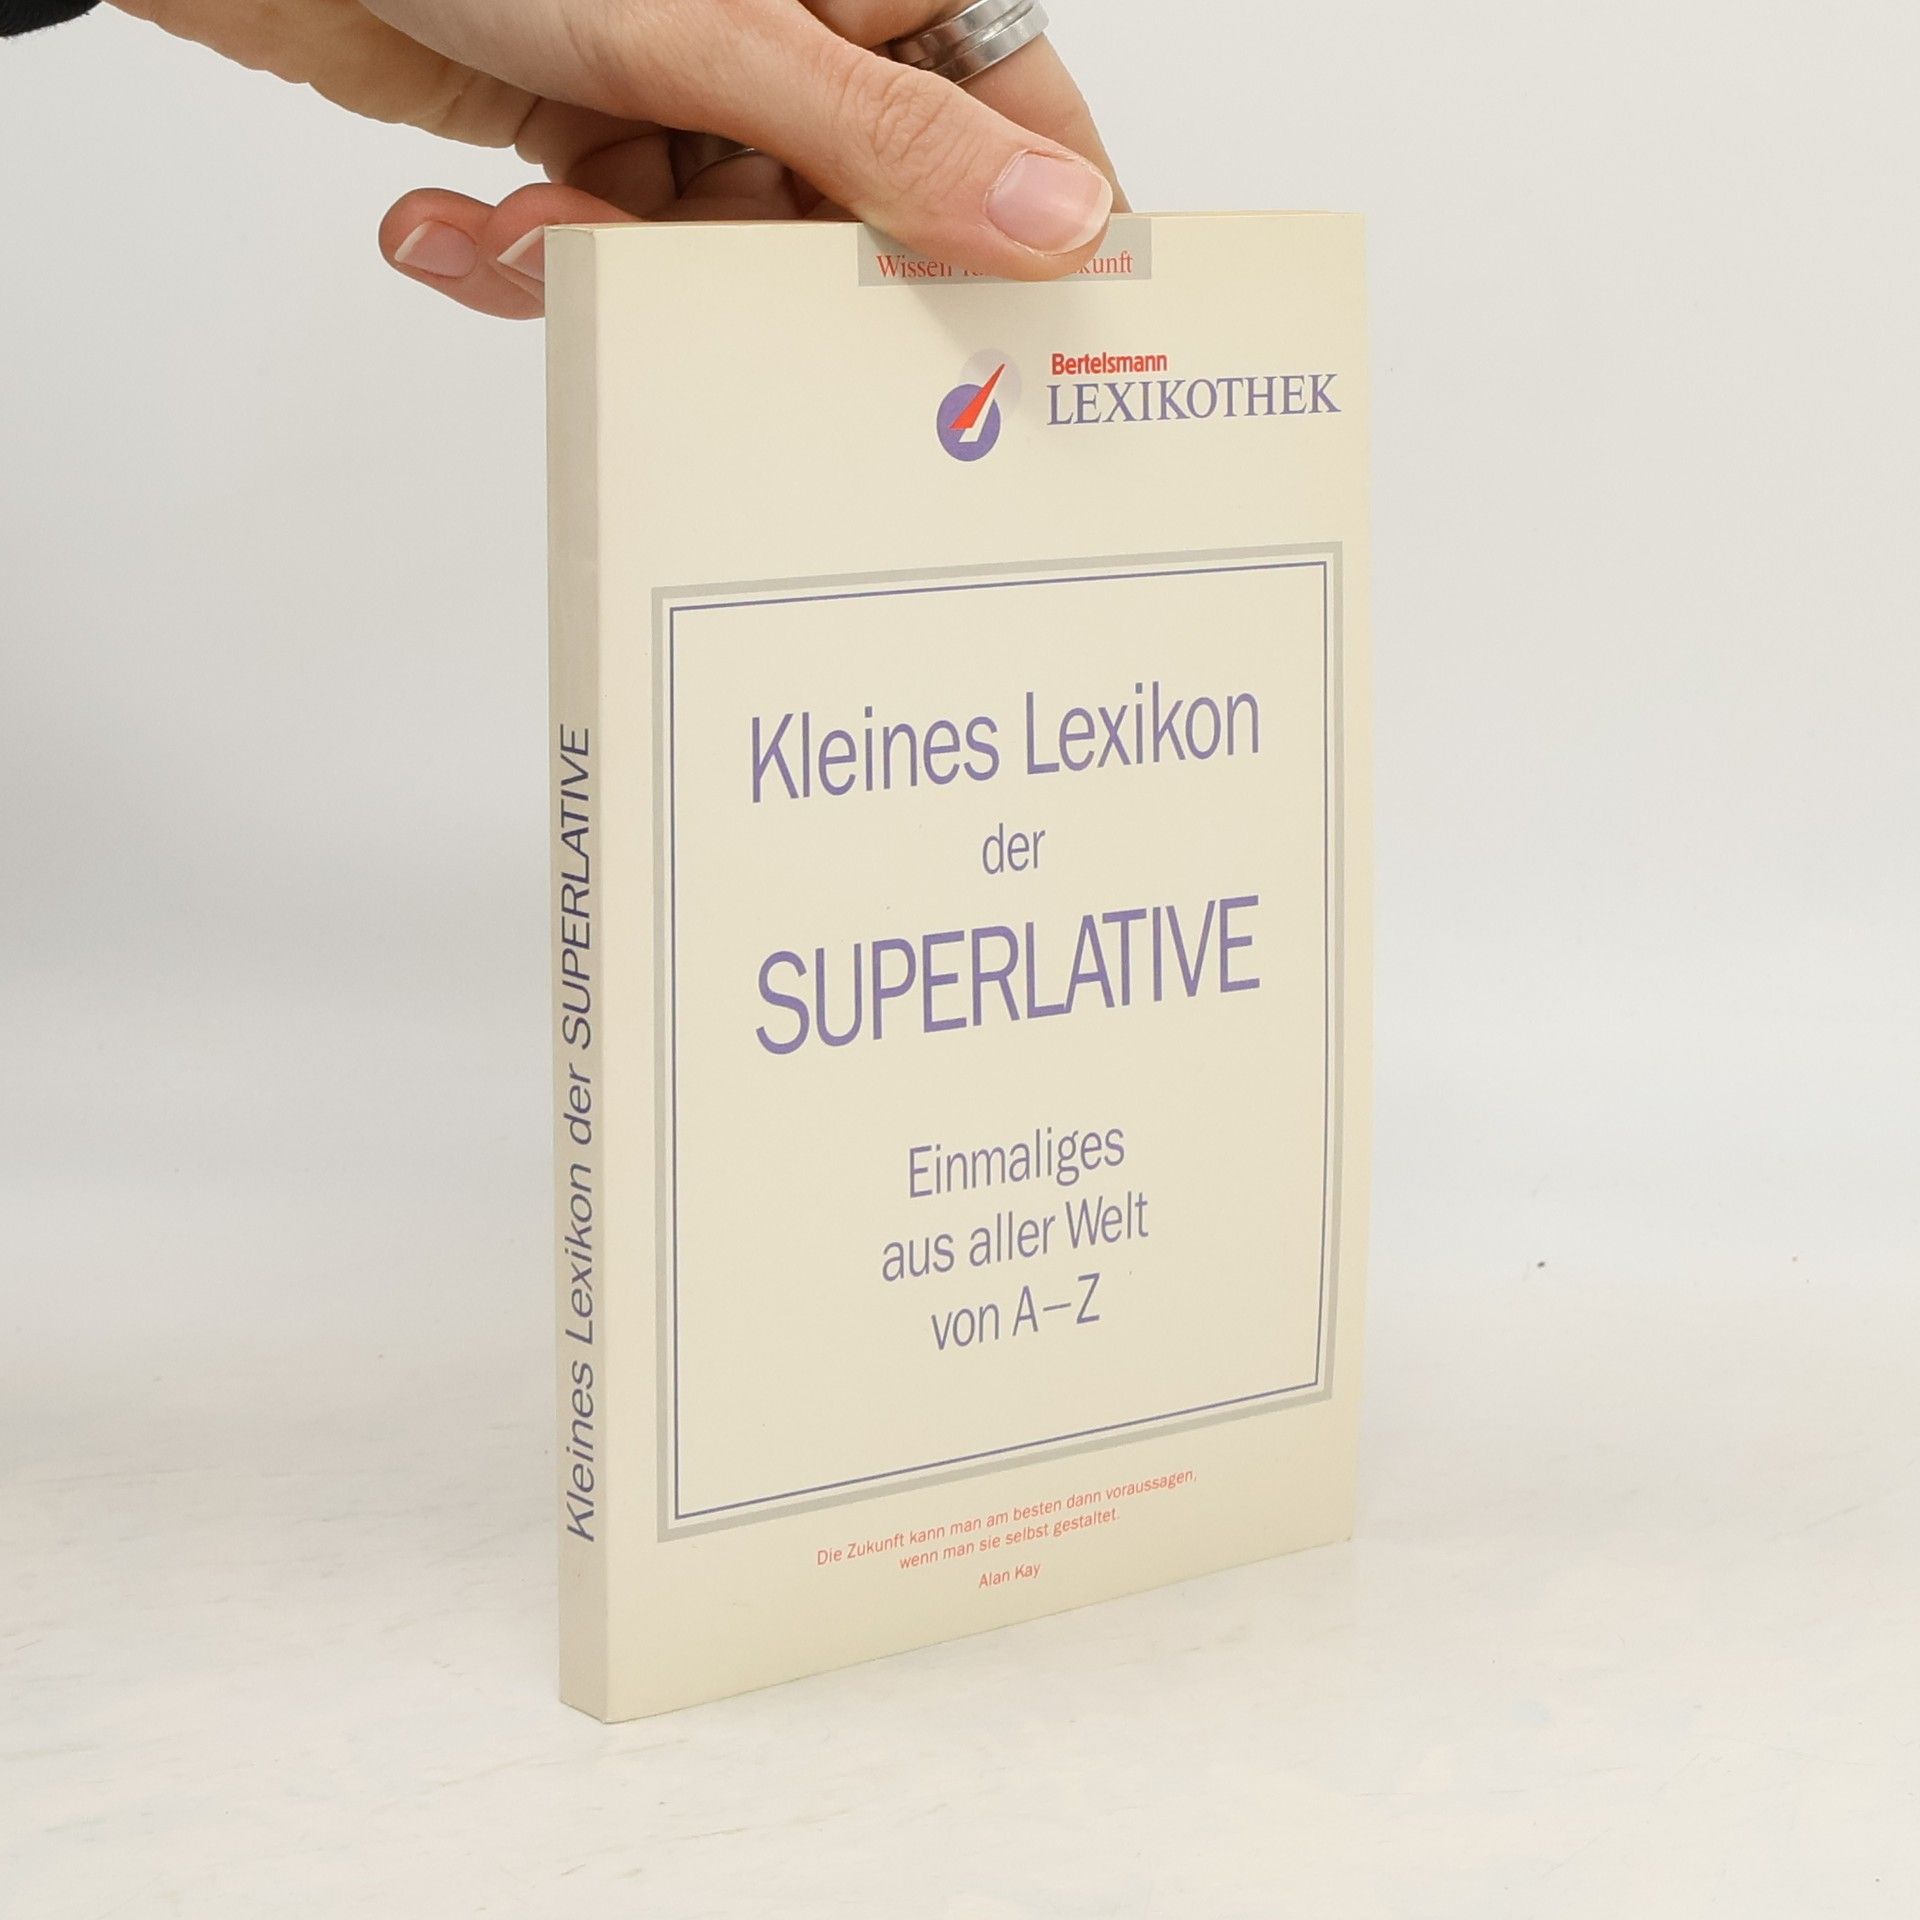 Wissen
Bertelsmann
LEXIKOTHEK
Kleines Lexikon
der
SUPERLATIVE
Einmaliges
aus aller Welt
von A–Z
Die Zukunft kann man am besten dann voraussagen,
wenn man sie selbst gestaltet.
Alan Kay
Kleines Lexikon der SUPERLATIVE